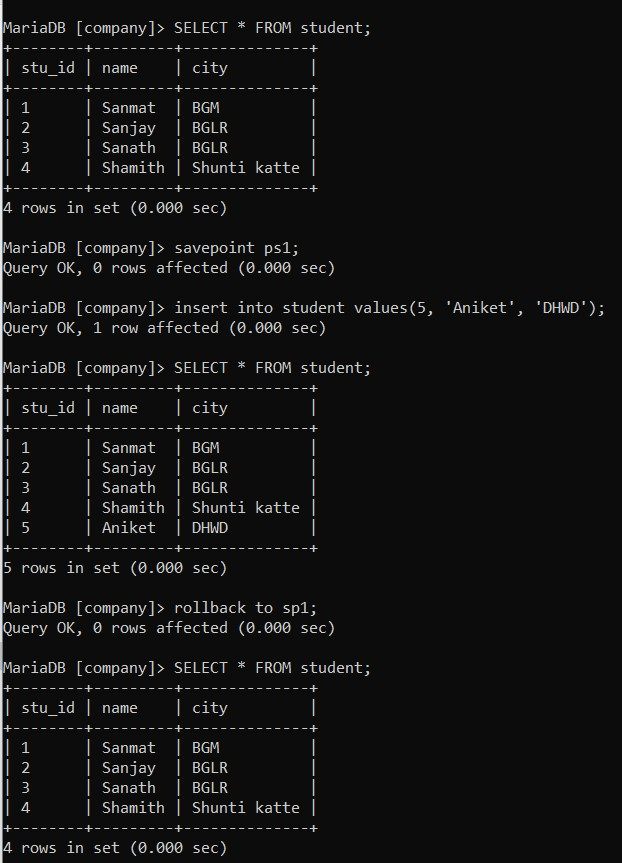 MariaDB [company]> SELECT * FROM student;
+--------+---------+--------------+
| stu_id | name    | city         |
+--------+---------+--------------+
| 1      | Sanmat  | BGM          |
| 2      | Sanjay  | BGLR         |
| 3      | Sanath  | BGLR         |
| 4      | Shamith | Shunti katte |
+--------+---------+--------------+
4 rows in set (0.000 sec)
MariaDB [company]> savepoint ps1;
Query OK, 0 rows affected (0.000 sec)
MariaDB [company]> insert into student values(5, 'Aniket', 'DHWD');
Query OK, 1 row affected (0.000 sec)
MariaDB [company]> SELECT * FROM student;
+--------+---------+--------------+
| stu_id | name    | city         |
+--------+---------+--------------+
| 1      | Sanmat  | BGM          |
| 2      | Sanjay  | BGLR         |
| 3      | Sanath  | BGLR         |
| 4      | Shamith | Shunti katte |
| 5      | Aniket  | DHWD         |
+--------+---------+--------------+
5 rows in set (0.000 sec)
MariaDB [company]> rollback to sp1;
Query OK, 0 rows affected (0.000 sec)
MariaDB [company]> SELECT * FROM student;
+--------+---------+--------------+
| stu_id | name    | city         |
+--------+---------+--------------+
| 1      | Sanmat  | BGM          |
| 2      | Sanjay  | BGLR         |
| 3      | Sanath  | BGLR         |
| 4      | Shamith | Shunti katte |
+--------+---------+--------------+
4 rows in set (0.000 sec)